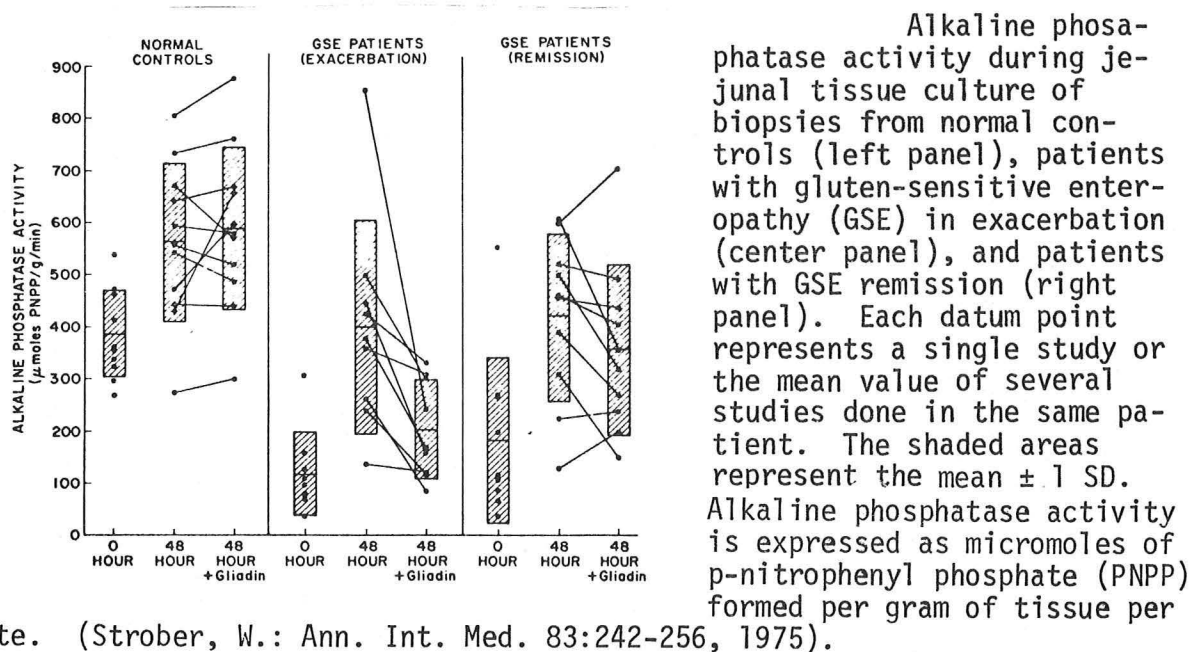 NORMAL
CONTROLS
GSE PATIENTS
(EXACERBATION)
GSE PATIENTS
(REMISSION)
900
800
700
600
500
400
300
200
100
0
ALKALINE PHOSPHATASE ACTIVITY
(μmoles PNPP/g/min)
0
HOUR
48
HOUR
48
HOUR
+Gliadin
0
HOUR
48
HOUR
48
HOUR
+Gliadin
0
HOUR
48
HOUR
48
HOUR
+Gliadin
Alkaline phosa-
phatase activity during je-
junal tissue culture of
biopsies from normal con-
trols (left panel), patients
with gluten-sensitive enter-
opathy (GSE) in exacerbation
(center panel), and patients
with GSE remission (right
panel). Each datum point
represents a single study or
the mean value of several
studies done in the same pa-
tient. The shaded areas
represent the mean ± 1 SD.
Alkaline phosphatase activity
is expressed as micromoles of
p-nitrophenyl phosphate (PNPP)
formed per gram of tissue per
te. (Strober, W.: Ann. Int. Med. 83:242-256, 1975).